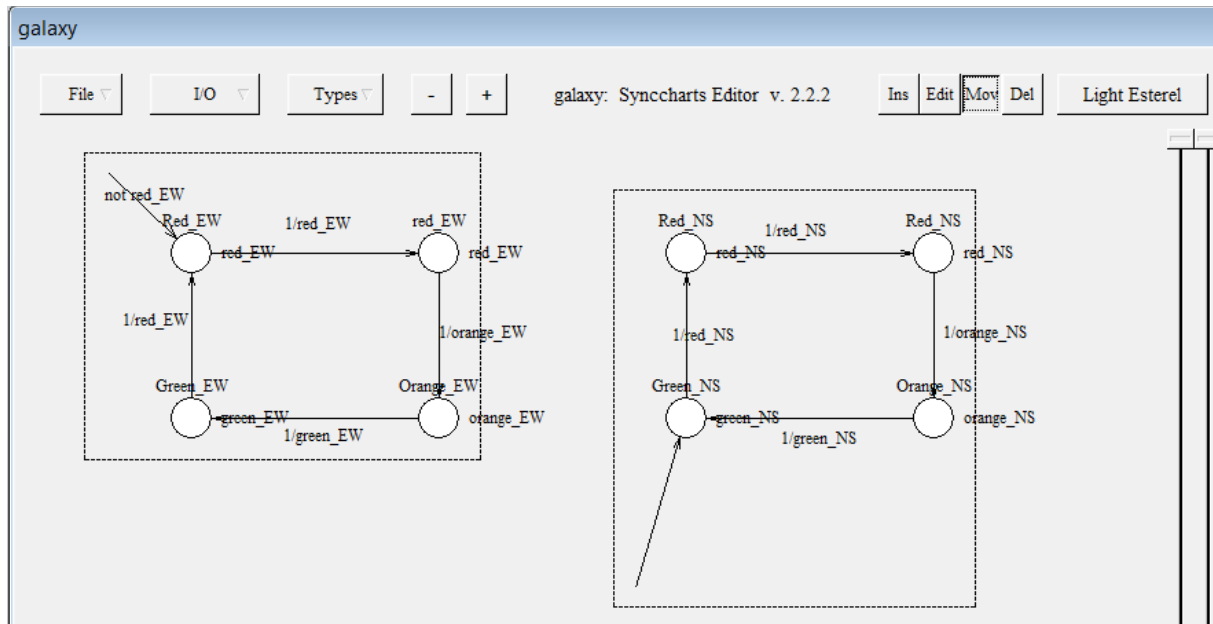 galaxy
File
I/O
Types
-
+
galaxy: Synccharts Editor v. 2.2.2
Ins
Edit
Mov
Del
Light Esterel
not red_EW
Red_EW
1/red_EW
red_EW
red_EW
red_EW
1/red_EW
1/orange_EW
Green_EW
Orange_EW
green_EW
orange_EW
1/green_EW
Red_NS
1/red_NS
Red_NS
red_NS
red_NS
1/red_NS
1/orange_NS
Green_NS
Orange_NS
green_NS
orange_NS
1/green_NS